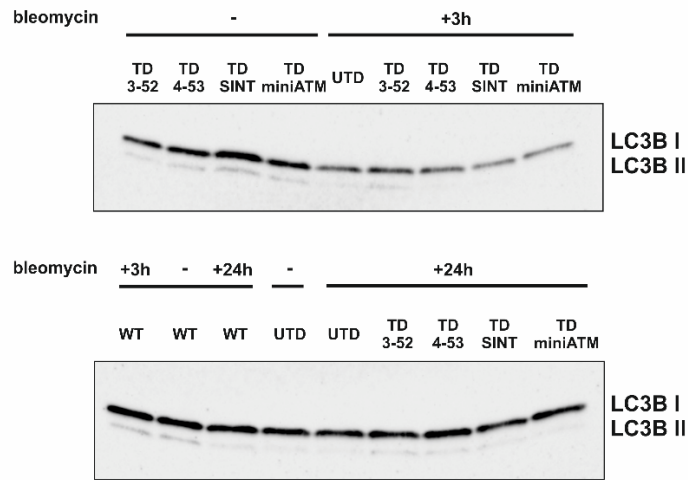 bleomycin - +3h
TD TD TD TD UTD TD TD TD TD
3-52 4-53 SINT miniATM 3-52 4-53 SINT miniATM
LC3B I
LC3B II
bleomycin +3h - +24h - +24h
WT WT WT UTD UTD TD TD TD TD
3-52 4-53 SINT miniATM
LC3B I
LC3B II